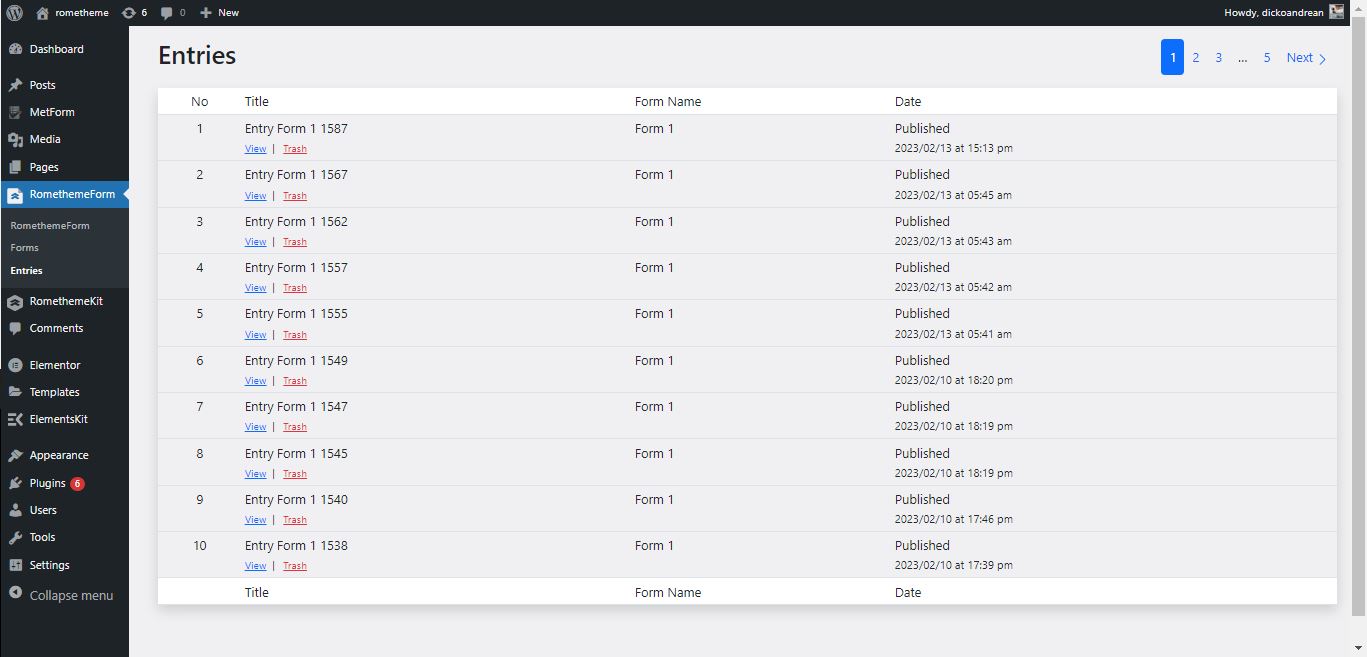 rometheme 6 0 New Howdy, dickoandrean
Dashboard
Posts
MetForm
Media
Pages
RomethemeForm
RomethemeForm
Forms
Entries
RomethemeKit
Comments
Elementor
Templates
ElementsKit
Appearance
Plugins 6
Users
Tools
Settings
Collapse menu
Entries
1 2 3 ... 5 Next
No Title Form Name Date
1 Entry Form 1 1587 Form 1 Published
View | Trash 2023/02/13 at 15:13 pm
2 Entry Form 1 1567 Form 1 Published
View | Trash 2023/02/13 at 05:45 am
3 Entry Form 1 1562 Form 1 Published
View | Trash 2023/02/13 at 05:43 am
4 Entry Form 1 1557 Form 1 Published
View | Trash 2023/02/13 at 05:42 am
5 Entry Form 1 1555 Form 1 Published
View | Trash 2023/02/13 at 05:41 am
6 Entry Form 1 1549 Form 1 Published
View | Trash 2023/02/10 at 18:20 pm
7 Entry Form 1 1547 Form 1 Published
View | Trash 2023/02/10 at 18:19 pm
8 Entry Form 1 1545 Form 1 Published
View | Trash 2023/02/10 at 18:19 pm
9 Entry Form 1 1540 Form 1 Published
View | Trash 2023/02/10 at 17:46 pm
10 Entry Form 1 1538 Form 1 Published
View | Trash 2023/02/10 at 17:39 pm
Title Form Name Date